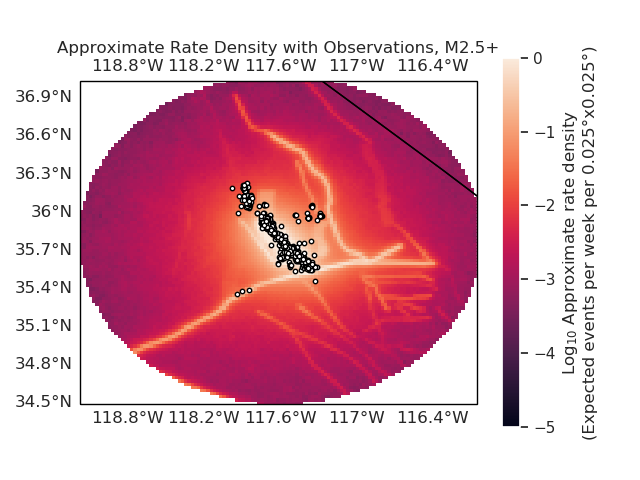 Approximate Rate Density with Observations, M2.5+
118.8°W 118.2°W 117.6°W 117°W 116.4°W
36.9°N
36.6°N
36.3°N
36°N
35.7°N
35.4°N
35.1°N
34.8°N
34.5°N
118.8°W 118.2°W 117.6°W 117°W 116.4°W
0
−1
−2
−3
−4
−5
Log₁₀ Approximate rate density
(Expected events per week per 0.025°x0.025°)